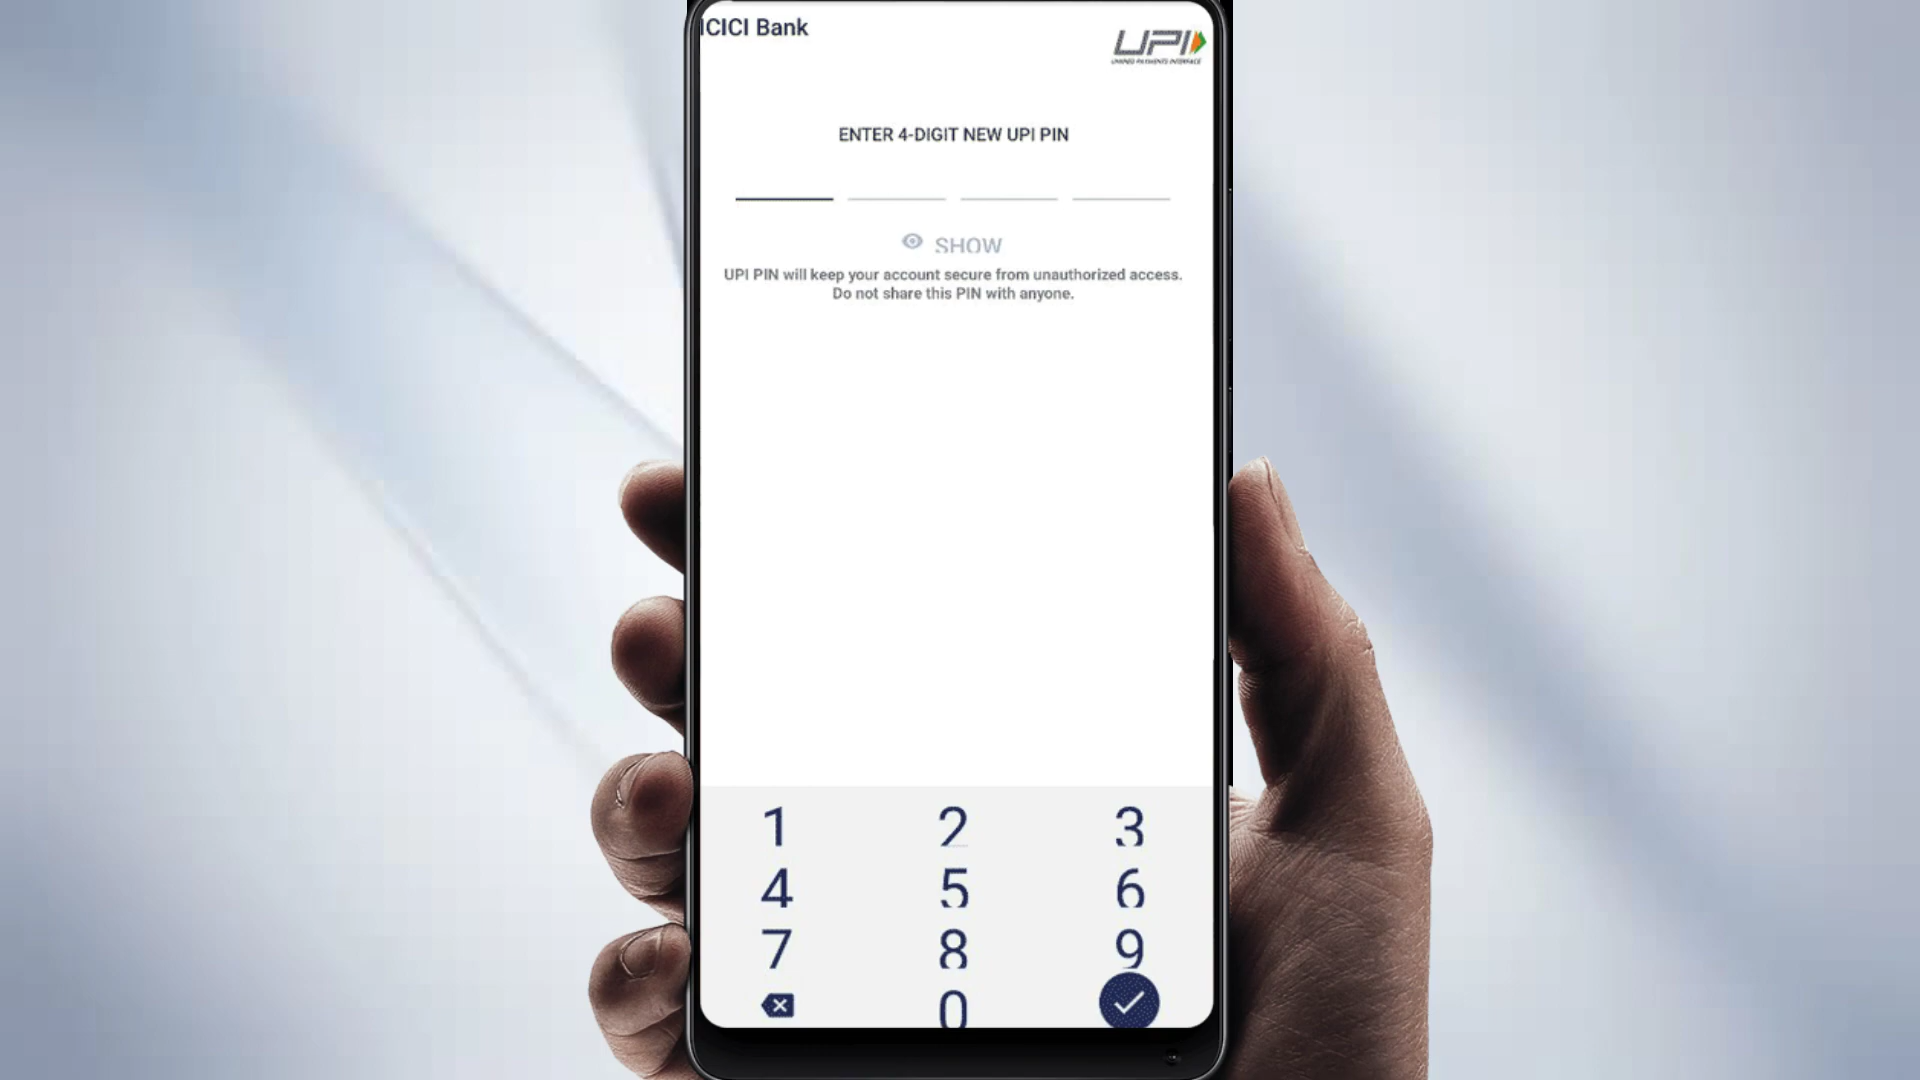 ICICI Bank
UPI
UNIFIED PAYMENTS INTERFACE
ENTER 4-DIGIT NEW UPI PIN
SHOW
UPI PIN will keep your account secure from unauthorized access.
Do not share this PIN with anyone.
1 2 3
4 5 6
7 8 9
0